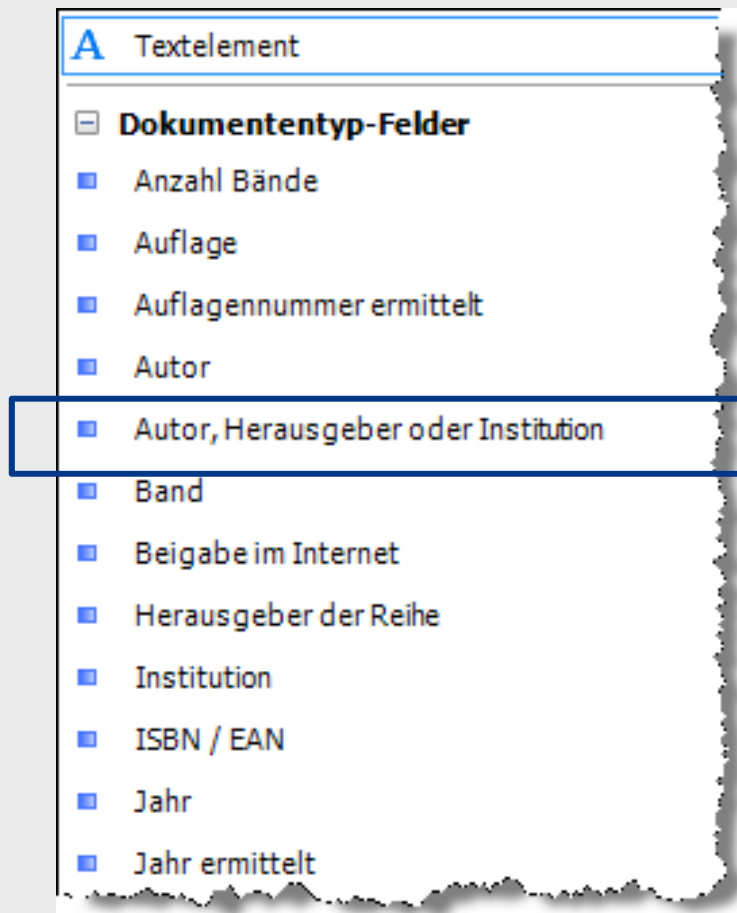 A Textelement
Dokumententyp-Felder
Anzahl Bände
Auflage
Auflagennummer ermittelt
Autor
Autor, Herausgeber oder Institution
Band
Beigabe im Internet
Herausgeber der Reihe
Institution
ISBN / EAN
Jahr
Jahr ermittelt